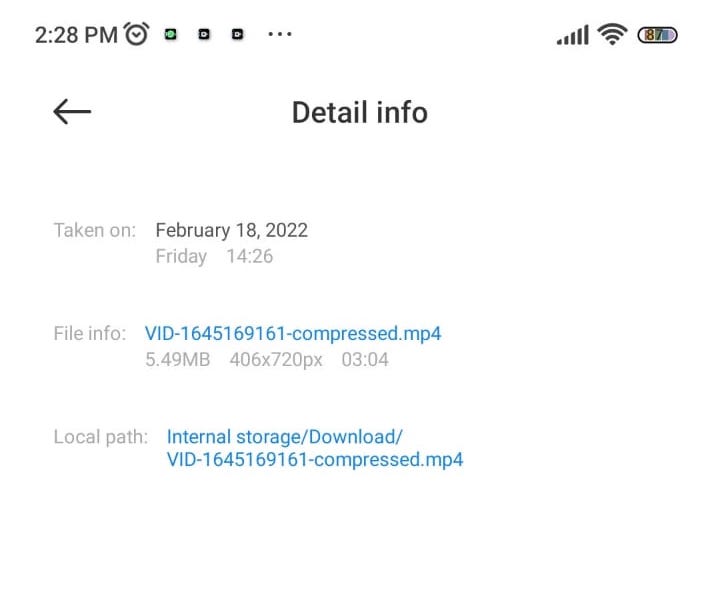 2:28 PM 87
Detail info
Taken on: February 18, 2022
Friday 14:26
File info: VID-1645169161-compressed.mp4
5.49MB 406x720px 03:04
Local path: Internal storage/Download/
VID-1645169161-compressed.mp4